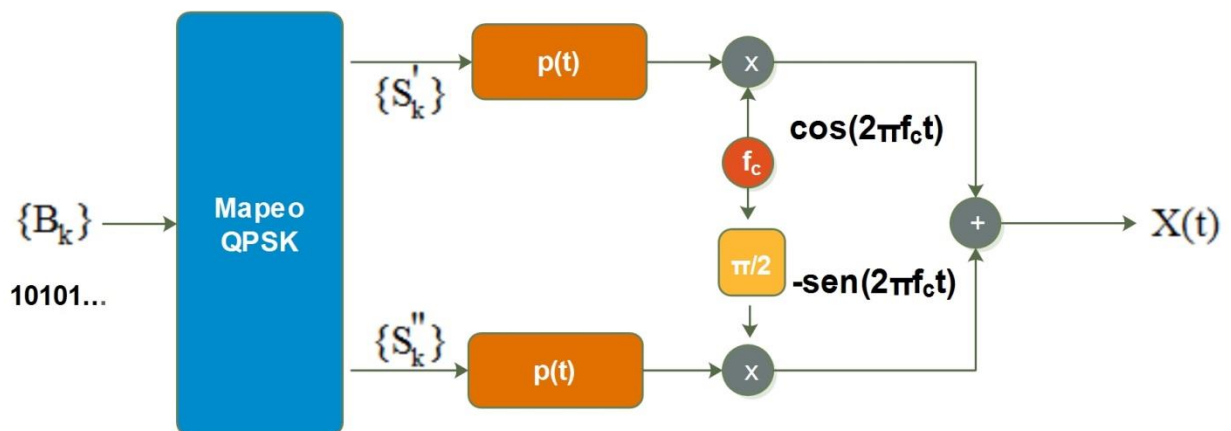 {B_k}
10101...
Mapeo
QPSK
{S'_k}
p(t)
x
cos(2πf_ct)
f_c
π/2
-sen(2πf_ct)
{S''_k}
p(t)
x
+
X(t)